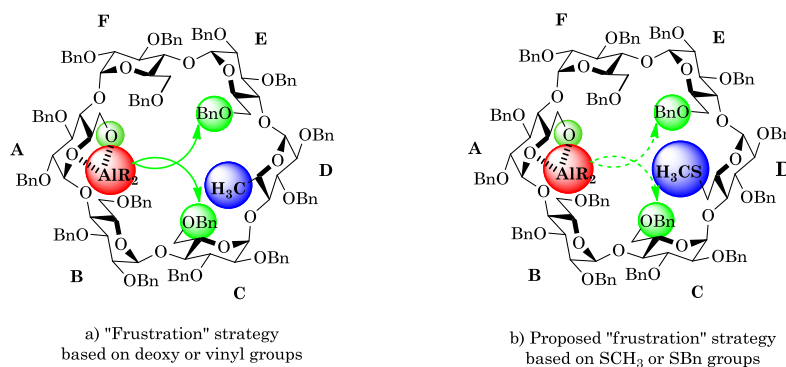 F
OBn
BnO
BnO
E
OBn
O
O
O
O
OBn
BnO
O
BnO
BnO
O
OBn
O
A
O
O
AlR2
H3C
O
D
BnO
OBn
O
OBn
OBn
O
BnO
O
BnO
O
O
OBn
B
OBn
BnO
C
a) "Frustration" strategy
based on deoxy or vinyl groups
F
OBn
BnO
BnO
E
OBn
O
O
O
O
OBn
BnO
O
BnO
BnO
O
OBn
O
A
O
O
AlR2
H3CS
O
D
BnO
OBn
O
OBn
OBn
O
BnO
O
BnO
O
O
OBn
B
OBn
BnO
C
b) Proposed "frustration" strategy
based on SCH3 or SBn groups